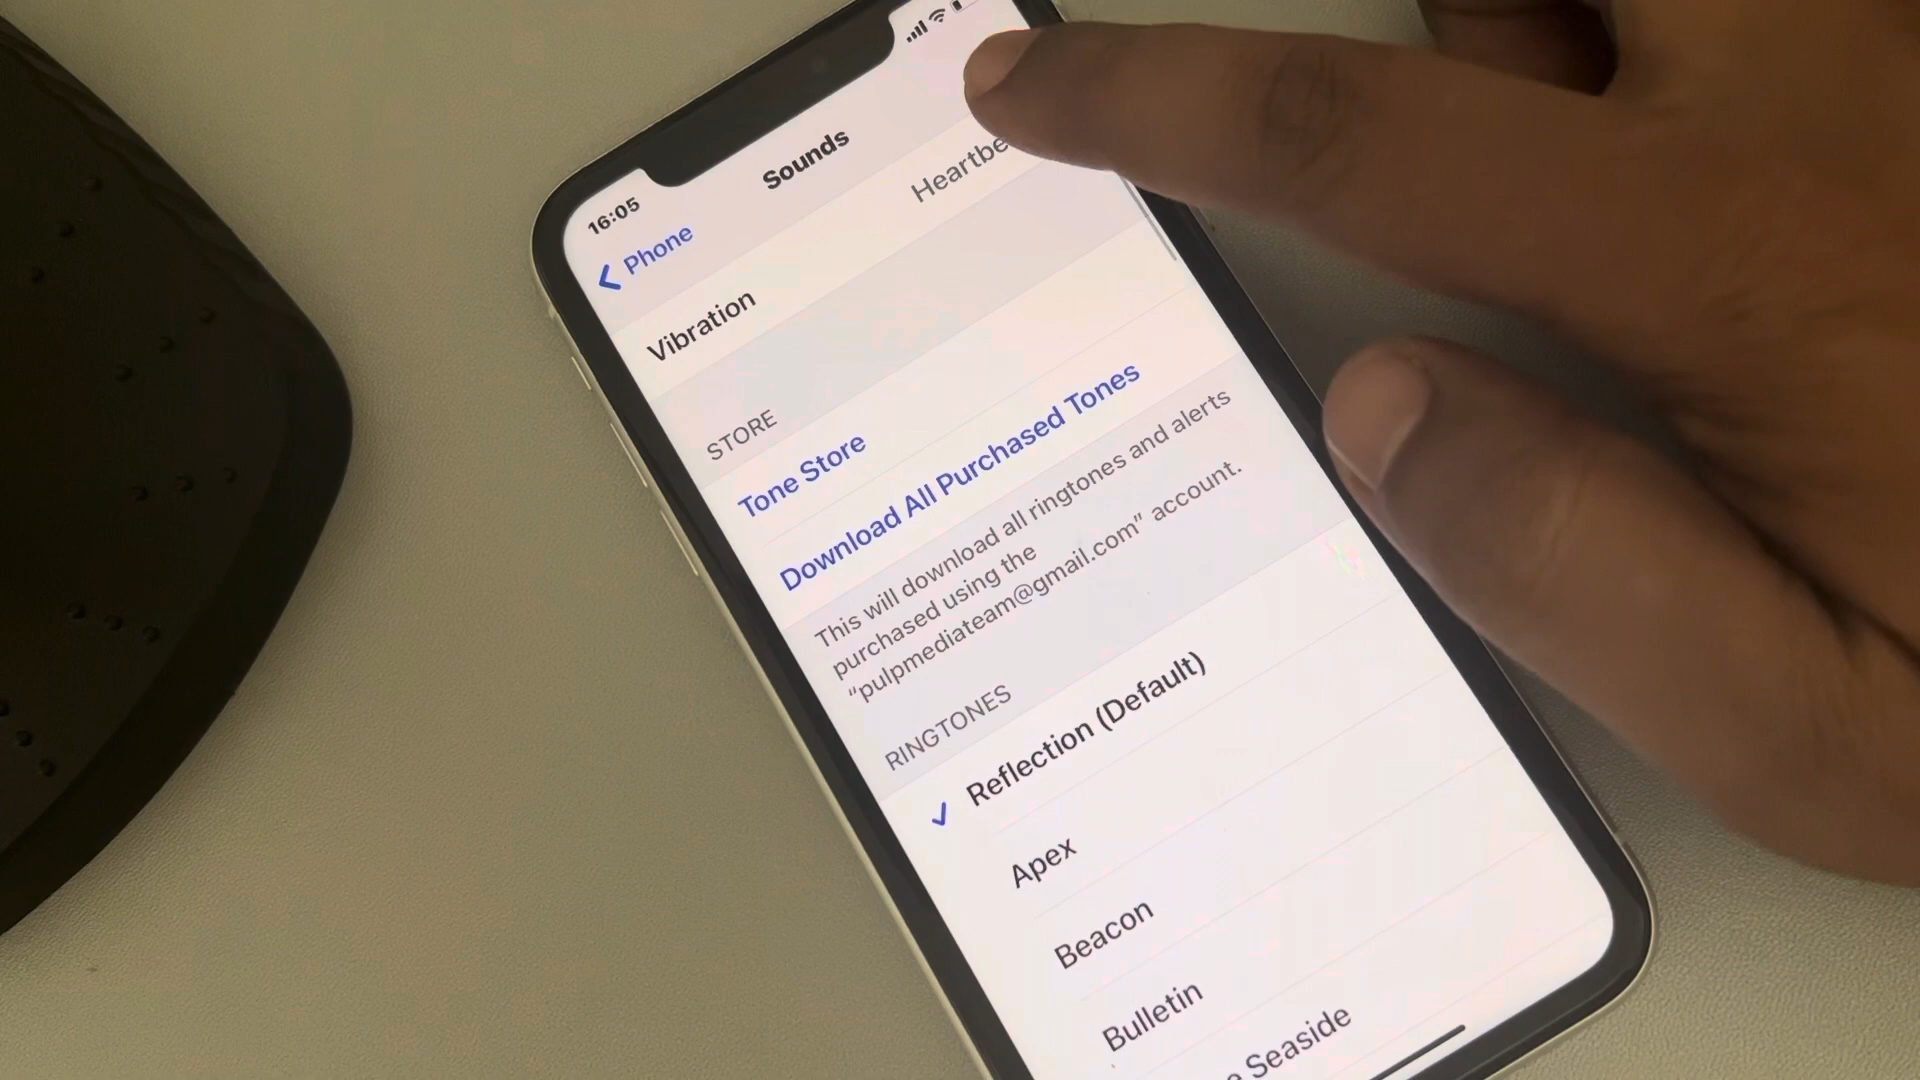 16:05
Sounds
Phone
Vibration
STORE
Tone Store
Download All Purchased Tones
This will download all ringtones and alerts
purchased using the
“pulpmediateam@gmail.com” account.
RINGTONES
Reflection (Default)
Apex
Beacon
Bulletin
Seaside